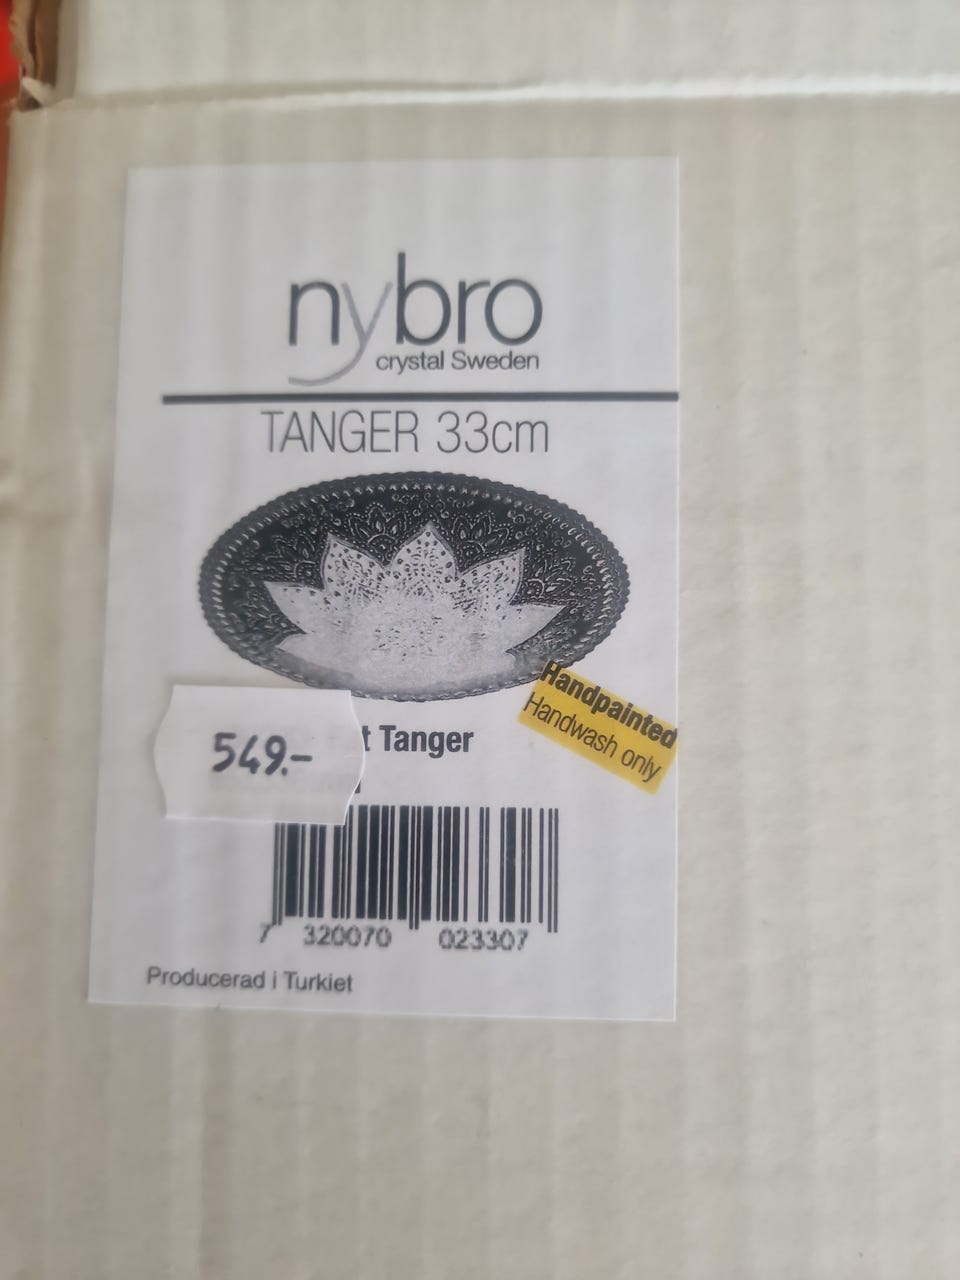 nybro
crystal Sweden
TANGER 33cm
Handpainted
Handwash only
Tanger
549.-
7 320070 023307
Producerad i Turkiet